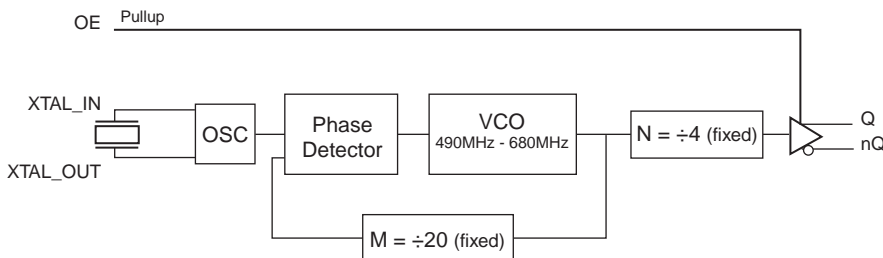 OE Pullup
XTAL_IN
OSC
XTAL_OUT
Phase
Detector
VCO
490MHz - 680MHz
N = ÷4 (fixed)
Q
nQ
M = ÷20 (fixed)